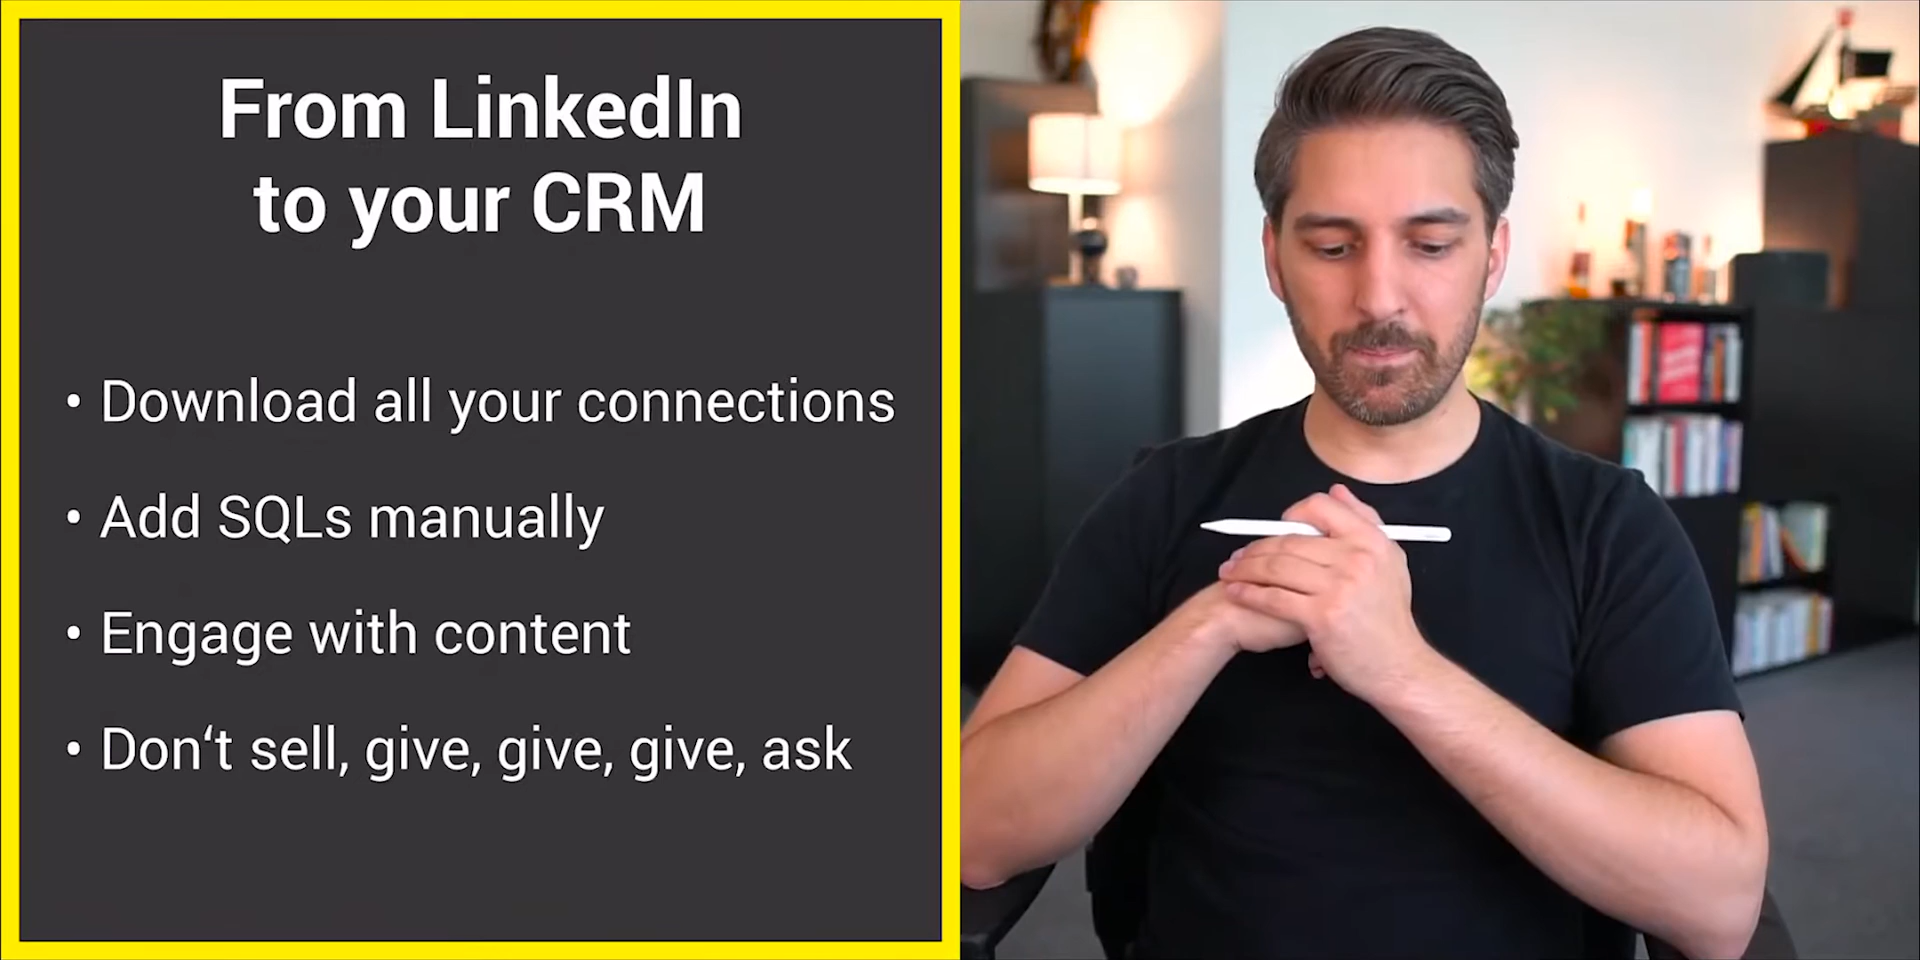 From LinkedIn
to your CRM
• Download all your connections
• Add SQLs manually
• Engage with content
• Don‘t sell, give, give, give, ask